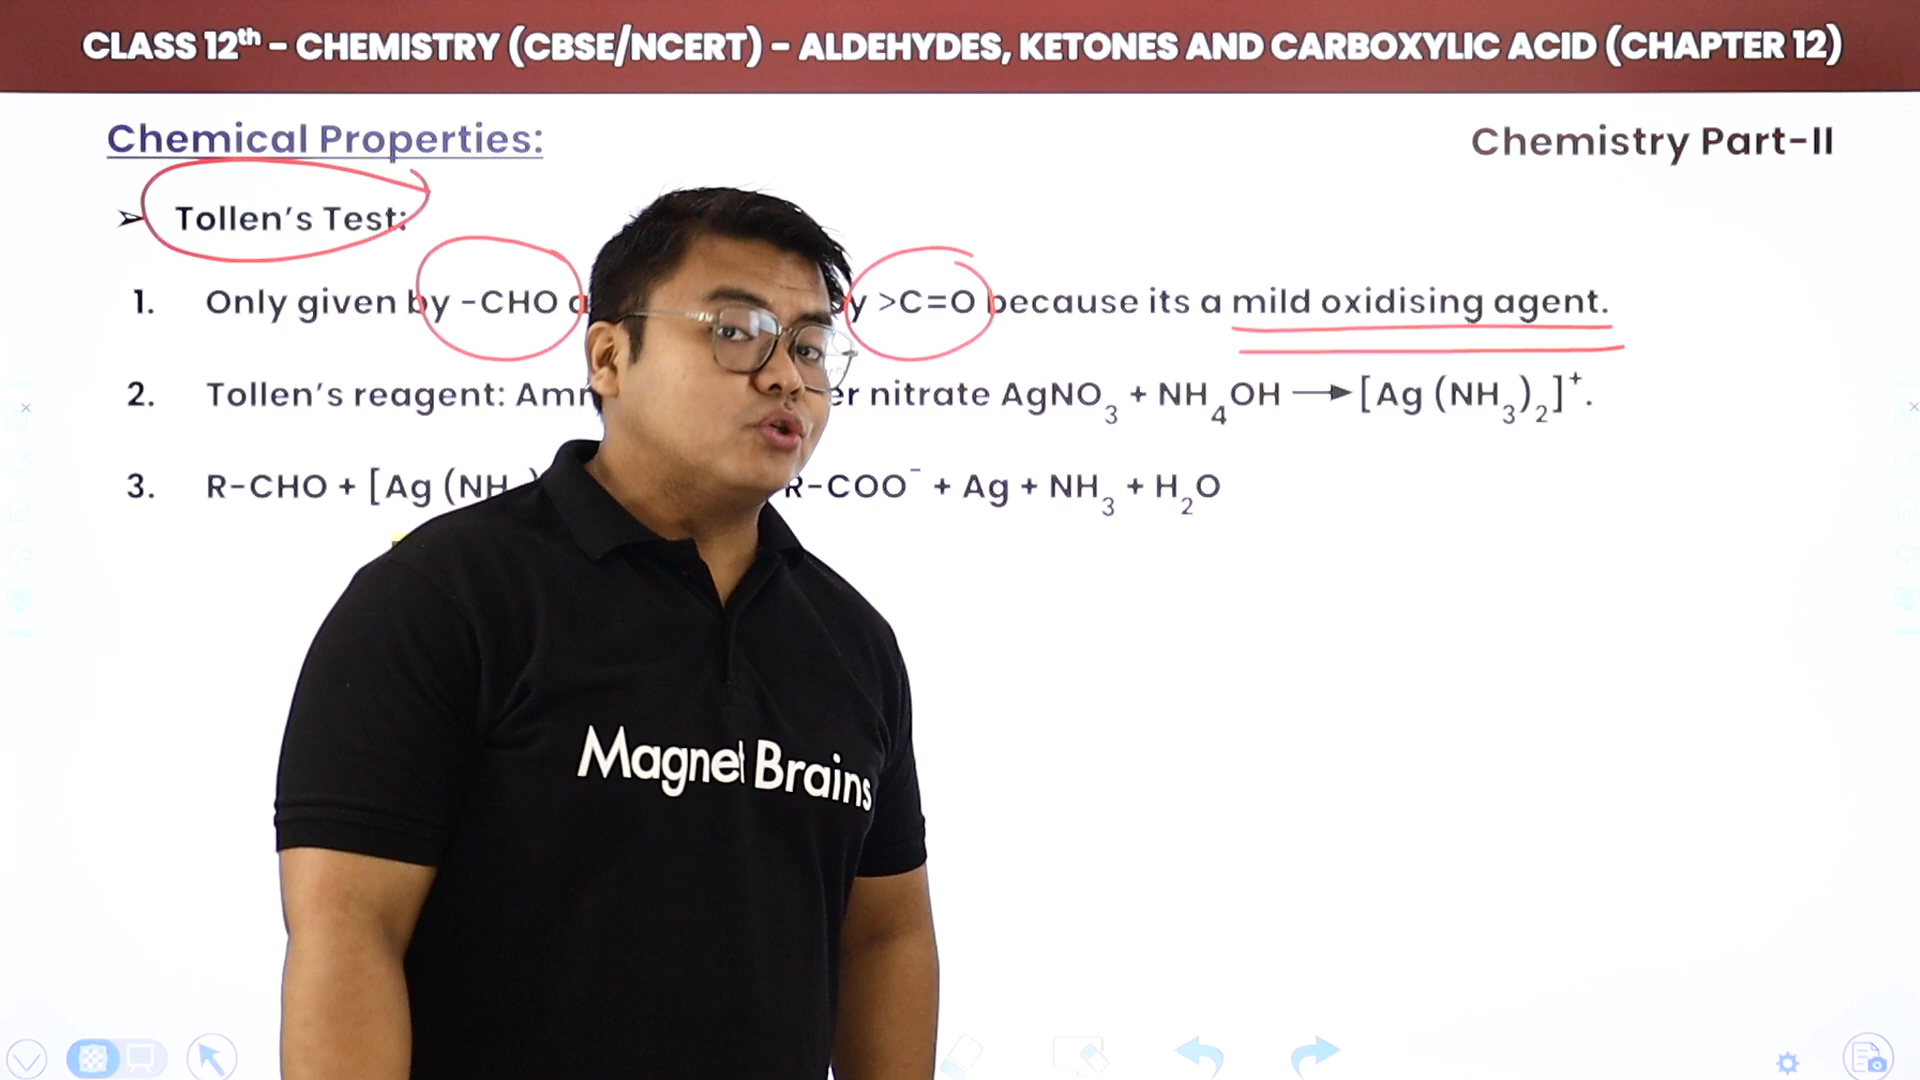 CLASS 12th - CHEMISTRY (CBSE/NCERT) - ALDEHYDES, KETONES AND CARBOXYLIC ACID (CHAPTER 12)
Chemical Properties:
Chemistry Part-II
➢ Tollen's Test:
1. Only given by -CHO >C=O because its a mild oxidising agent.
2. Tollen's reagent: nitrate AgNO₃ + NH₄OH ⟶ [Ag (NH₃)₂]⁺.
3. R-CHO + [Ag (NH R-COO⁻ + Ag + NH₃ + H₂O
Magnet Brains